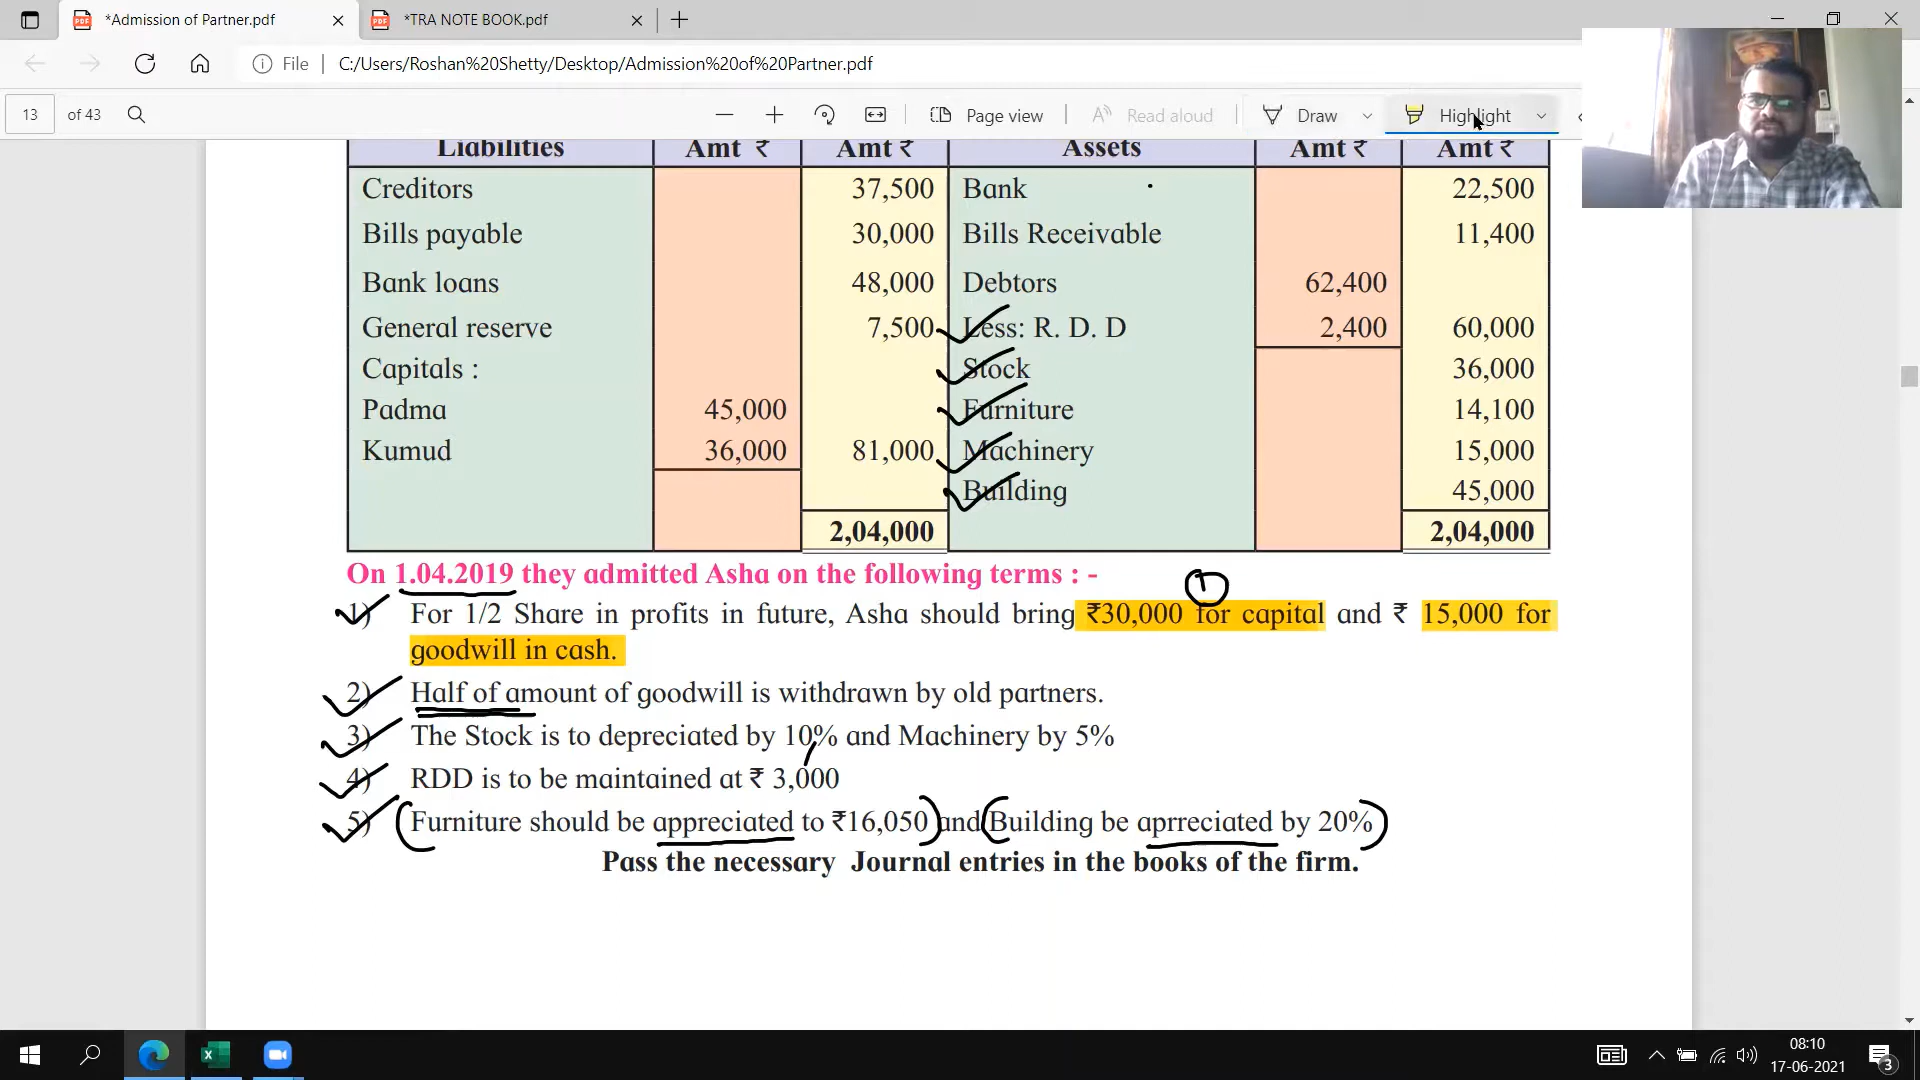 *Admission of Partner.pdf
*TRA NOTE BOOK.pdf
File
C:/Users/Roshan%20Shetty/Desktop/Admission%20of%20Partner.pdf
13 of 43
Page view
Read aloud
Draw
Highlight
Liabilities Amt ₹ Amt ₹ Assets Amt ₹ Amt ₹
Creditors 37,500 Bank 22,500
Bills payable 30,000 Bills Receivable 11,400
Bank loans 48,000 Debtors 62,400
General reserve 7,500 Less: R. D. D 2,400 60,000
Capitals : Stock 36,000
Padma 45,000 Furniture 14,100
Kumud 36,000 81,000 Machinery 15,000
Building 45,000
2,04,000 2,04,000
On 1.04.2019 they admitted Asha on the following terms : -
1
1) For 1/2 Share in profits in future, Asha should bring ₹30,000 for capital and ₹ 15,000 for
goodwill in cash.
2) Half of amount of goodwill is withdrawn by old partners.
3) The Stock is to depreciated by 10% and Machinery by 5%
4) RDD is to be maintained at ₹ 3,000
5) Furniture should be appreciated to ₹16,050 and Building be aprreciated by 20%
Pass the necessary Journal entries in the books of the firm.
08:10
17-06-2021
3